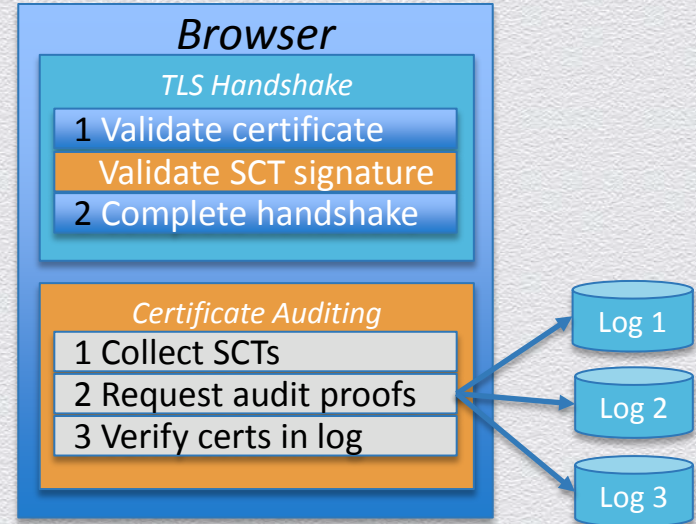 Browser
TLS Handshake
1 Validate certificate
Validate SCT signature
2 Complete handshake
Certificate Auditing
1 Collect SCTs
2 Request audit proofs
3 Verify certs in log
Log 1
Log 2
Log 3